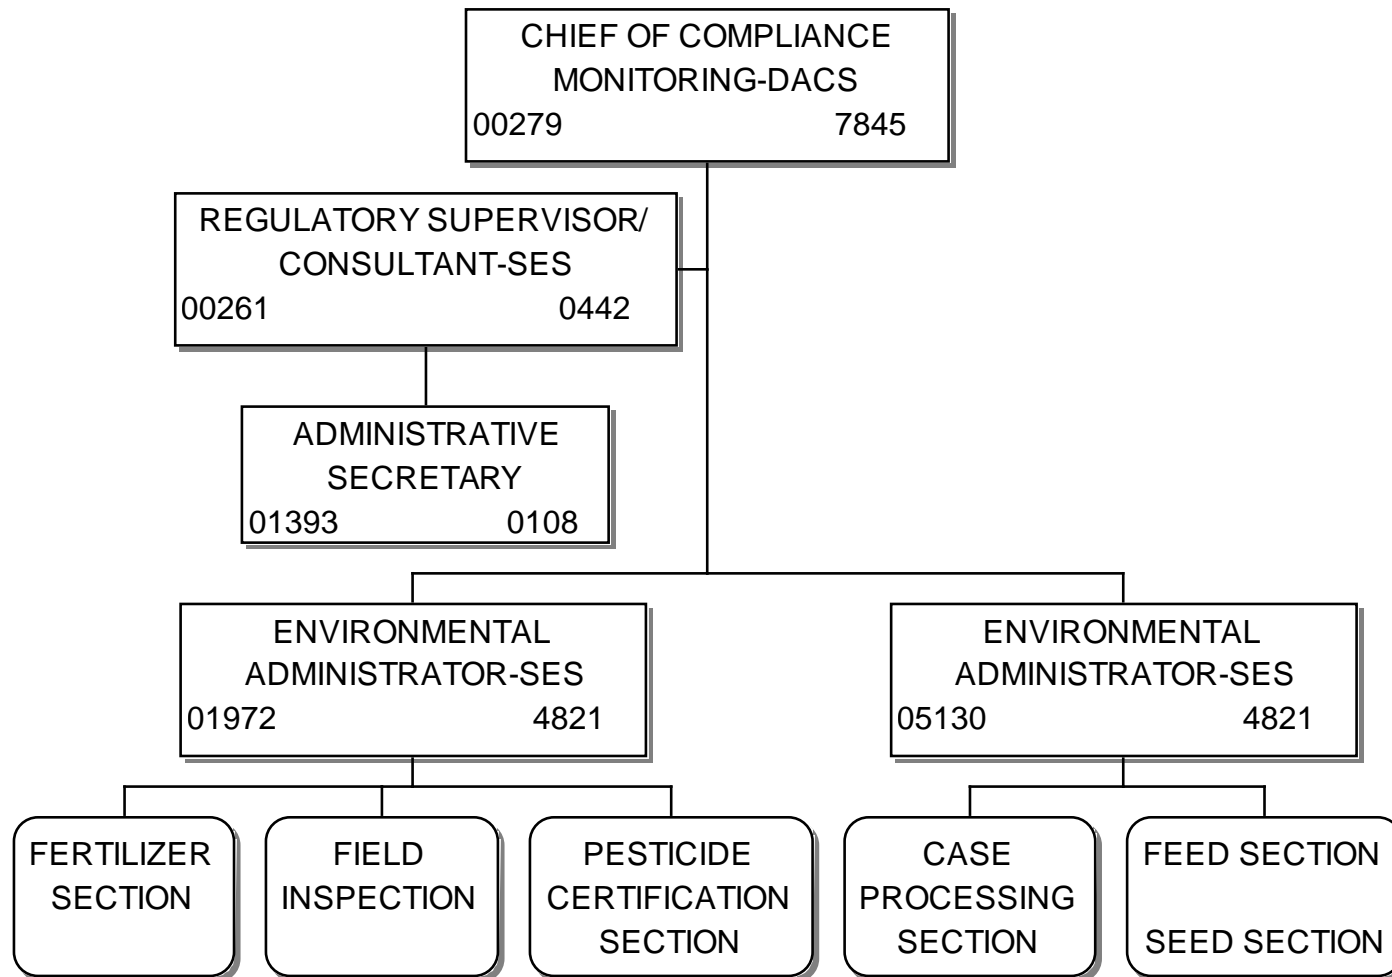 CHIEF OF COMPLIANCE
MONITORING-DACS
00279 7845
REGULATORY SUPERVISOR/
CONSULTANT-SES
00261 0442
ADMINISTRATIVE
SECRETARY
01393 0108
ENVIRONMENTAL
ADMINISTRATOR-SES
01972 4821
ENVIRONMENTAL
ADMINISTRATOR-SES
05130 4821
FERTILIZER
SECTION
FIELD
INSPECTION
PESTICIDE
CERTIFICATION
SECTION
CASE
PROCESSING
SECTION
FEED SECTION
SEED SECTION